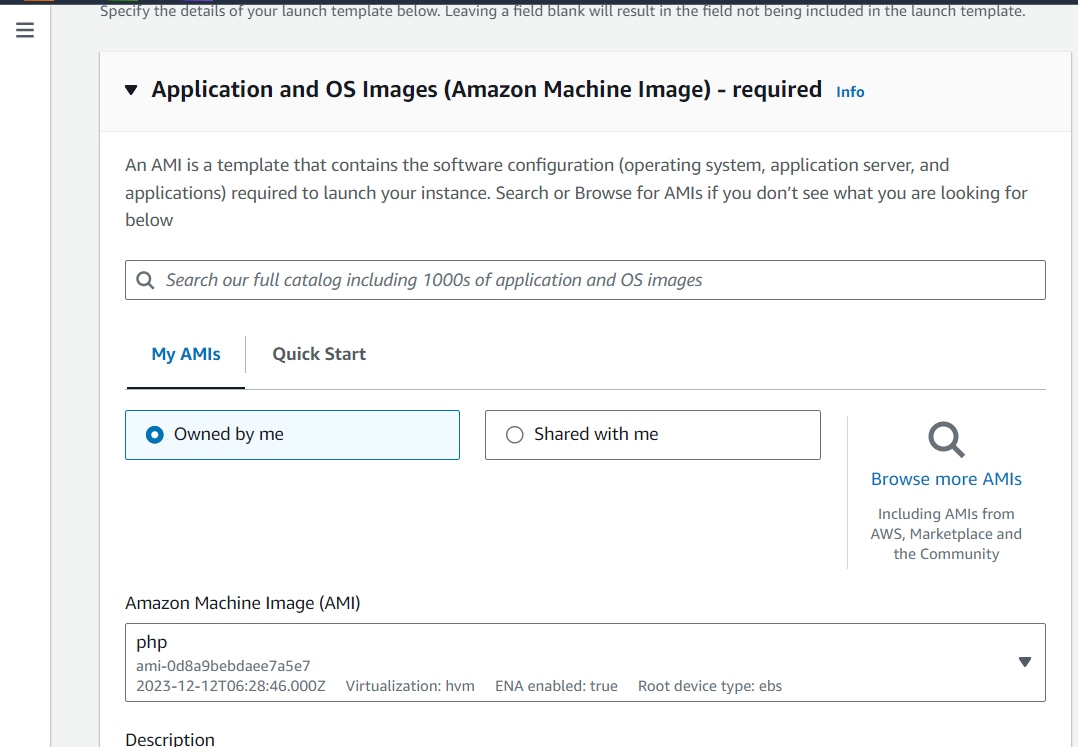 Specify the details of your launch template below. Leaving a field blank will result in the field not being included in the launch template.
Application and OS Images (Amazon Machine Image) - required Info
An AMI is a template that contains the software configuration (operating system, application server, and
applications) required to launch your instance. Search or Browse for AMIs if you don’t see what you are looking for
below
Search our full catalog including 1000s of application and OS images
My AMIs
Quick Start
Owned by me
Shared with me
Browse more AMIs
Including AMIs from
AWS, Marketplace and
the Community
Amazon Machine Image (AMI)
php
ami-0d8a9bebdaee7a5e7
2023-12-12T06:28:46.000Z Virtualization: hvm ENA enabled: true Root device type: ebs
Description